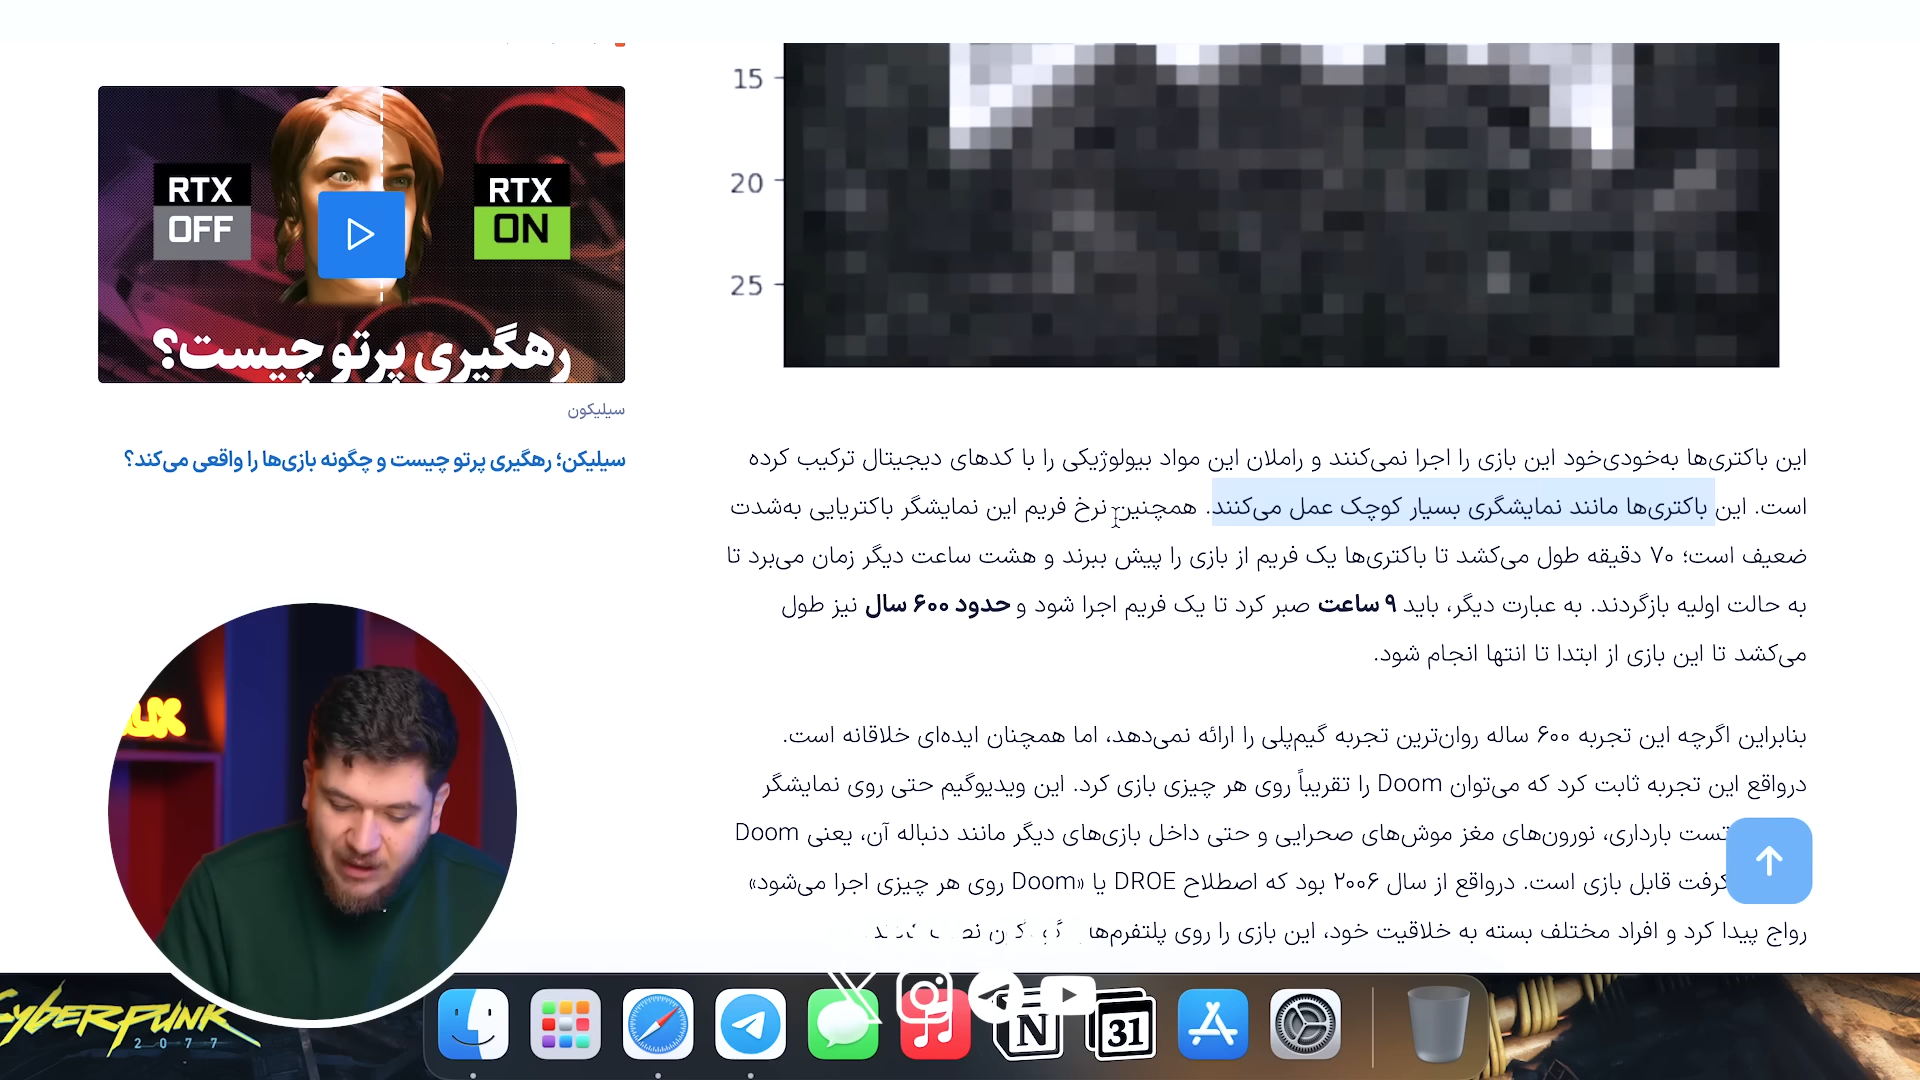 15
20
25
RTX
OFF
RTX
ON
رهگیری پرتو چیست؟
سیلیکون
سیلیکن؛ رهگیری پرتو چیست و چگونه بازی‌ها را واقعی می‌کند؟
این باکتری‌ها به‌خودی‌خود این بازی را اجرا نمی‌کنند و راملان این مواد بیولوژیکی را با کدهای دیجیتال ترکیب کرده
است. این باکتری‌ها مانند نمایشگری بسیار کوچک عمل می‌کنند. همچنین نرخ فریم این نمایشگر باکتریایی به‌شدت
ضعیف است؛ ۷۰ دقیقه طول می‌کشد تا باکتری‌ها یک فریم از بازی را پیش ببرند و هشت ساعت دیگر زمان می‌برد تا
به حالت اولیه بازگردند. به عبارت دیگر، باید ۹ ساعت صبر کرد تا یک فریم اجرا شود و حدود ۶۰۰ سال نیز طول
می‌کشد تا این بازی از ابتدا تا انتها انجام شود.
بنابراین اگرچه این تجربه ۶۰۰ ساله روان‌ترین تجربه گیم‌پلی را ارائه نمی‌دهد، اما همچنان ایده‌ای خلاقانه است.
درواقع این تجربه ثابت کرد که می‌توان Doom را تقریباً روی هر چیزی بازی کرد. این ویدیوگیم حتی روی نمایشگر
تست بارداری، نورون‌های مغز موش‌های صحرایی و حتی داخل بازی‌های دیگر مانند دنباله آن، یعنی Doom
کرفت قابل بازی است. درواقع از سال ۲۰۰۶ بود که اصطلاح DROE یا «Doom روی هر چیزی اجرا می‌شود»
رواج پیدا کرد و افراد مختلف بسته به خلاقیت خود، این بازی را روی پلتفرم‌ها
CYBERPUNK
2077
31